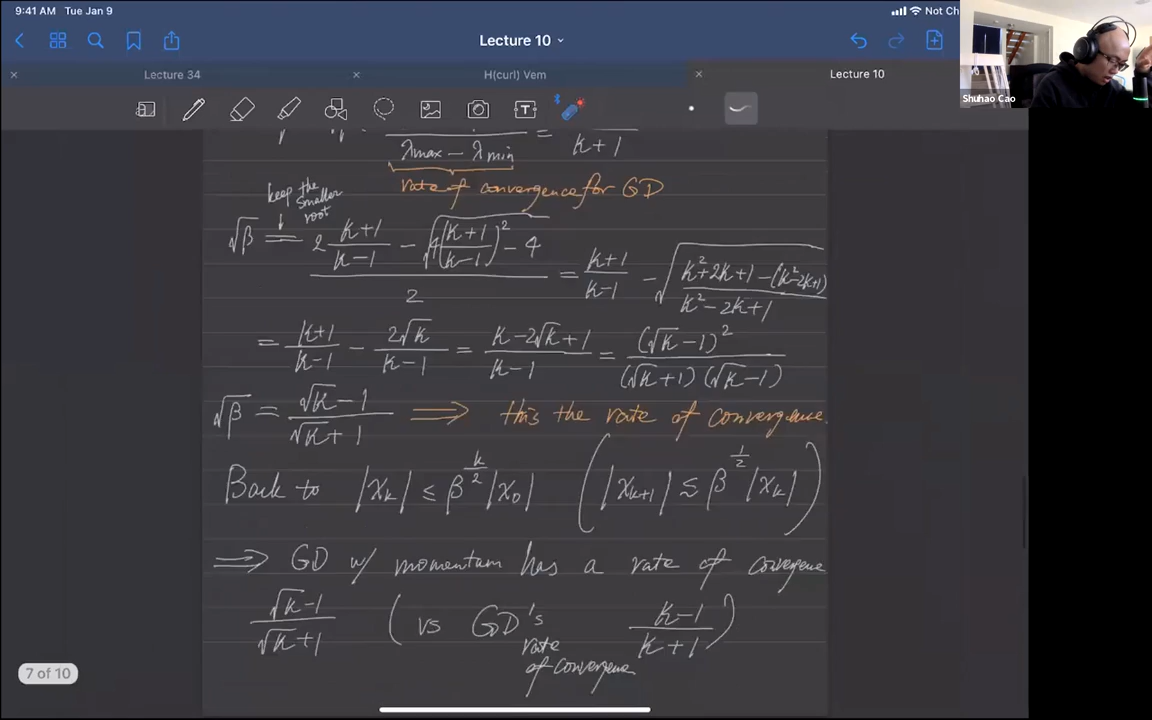 9:41 AM Tue Jan 9
Not Ch
Lecture 10
Lecture 34
H(curl) Vem
Lecture 10
Shuhao Cao
λmax − λmin = K+1
rate of convergence for GD
keep the smaller root
√β = (2 (K+1)/(K−1) − √(4((K+1)/(K−1))² − 4))/2 = (K+1)/(K−1) − √((K²+2K+1−(K²−2K+1))/(K²−2K+1))
= (K+1)/(K−1) − 2√K/(K−1) = (K−2√K+1)/(K−1) = (√K−1)²/((√K+1)(√K−1))
√β = (√K−1)/(√K+1) ⟹ this the rate of convergence.
Back to |x_k| ≤ β^(k/2) |x_0| (|x_{k+1}| ≲ β^(1/2) |x_k|)
⟹ GD w/ momentum has a rate of convergence
(√K−1)/(√K+1) (vs GD's rate of convergence (K−1)/(K+1))
7 of 10